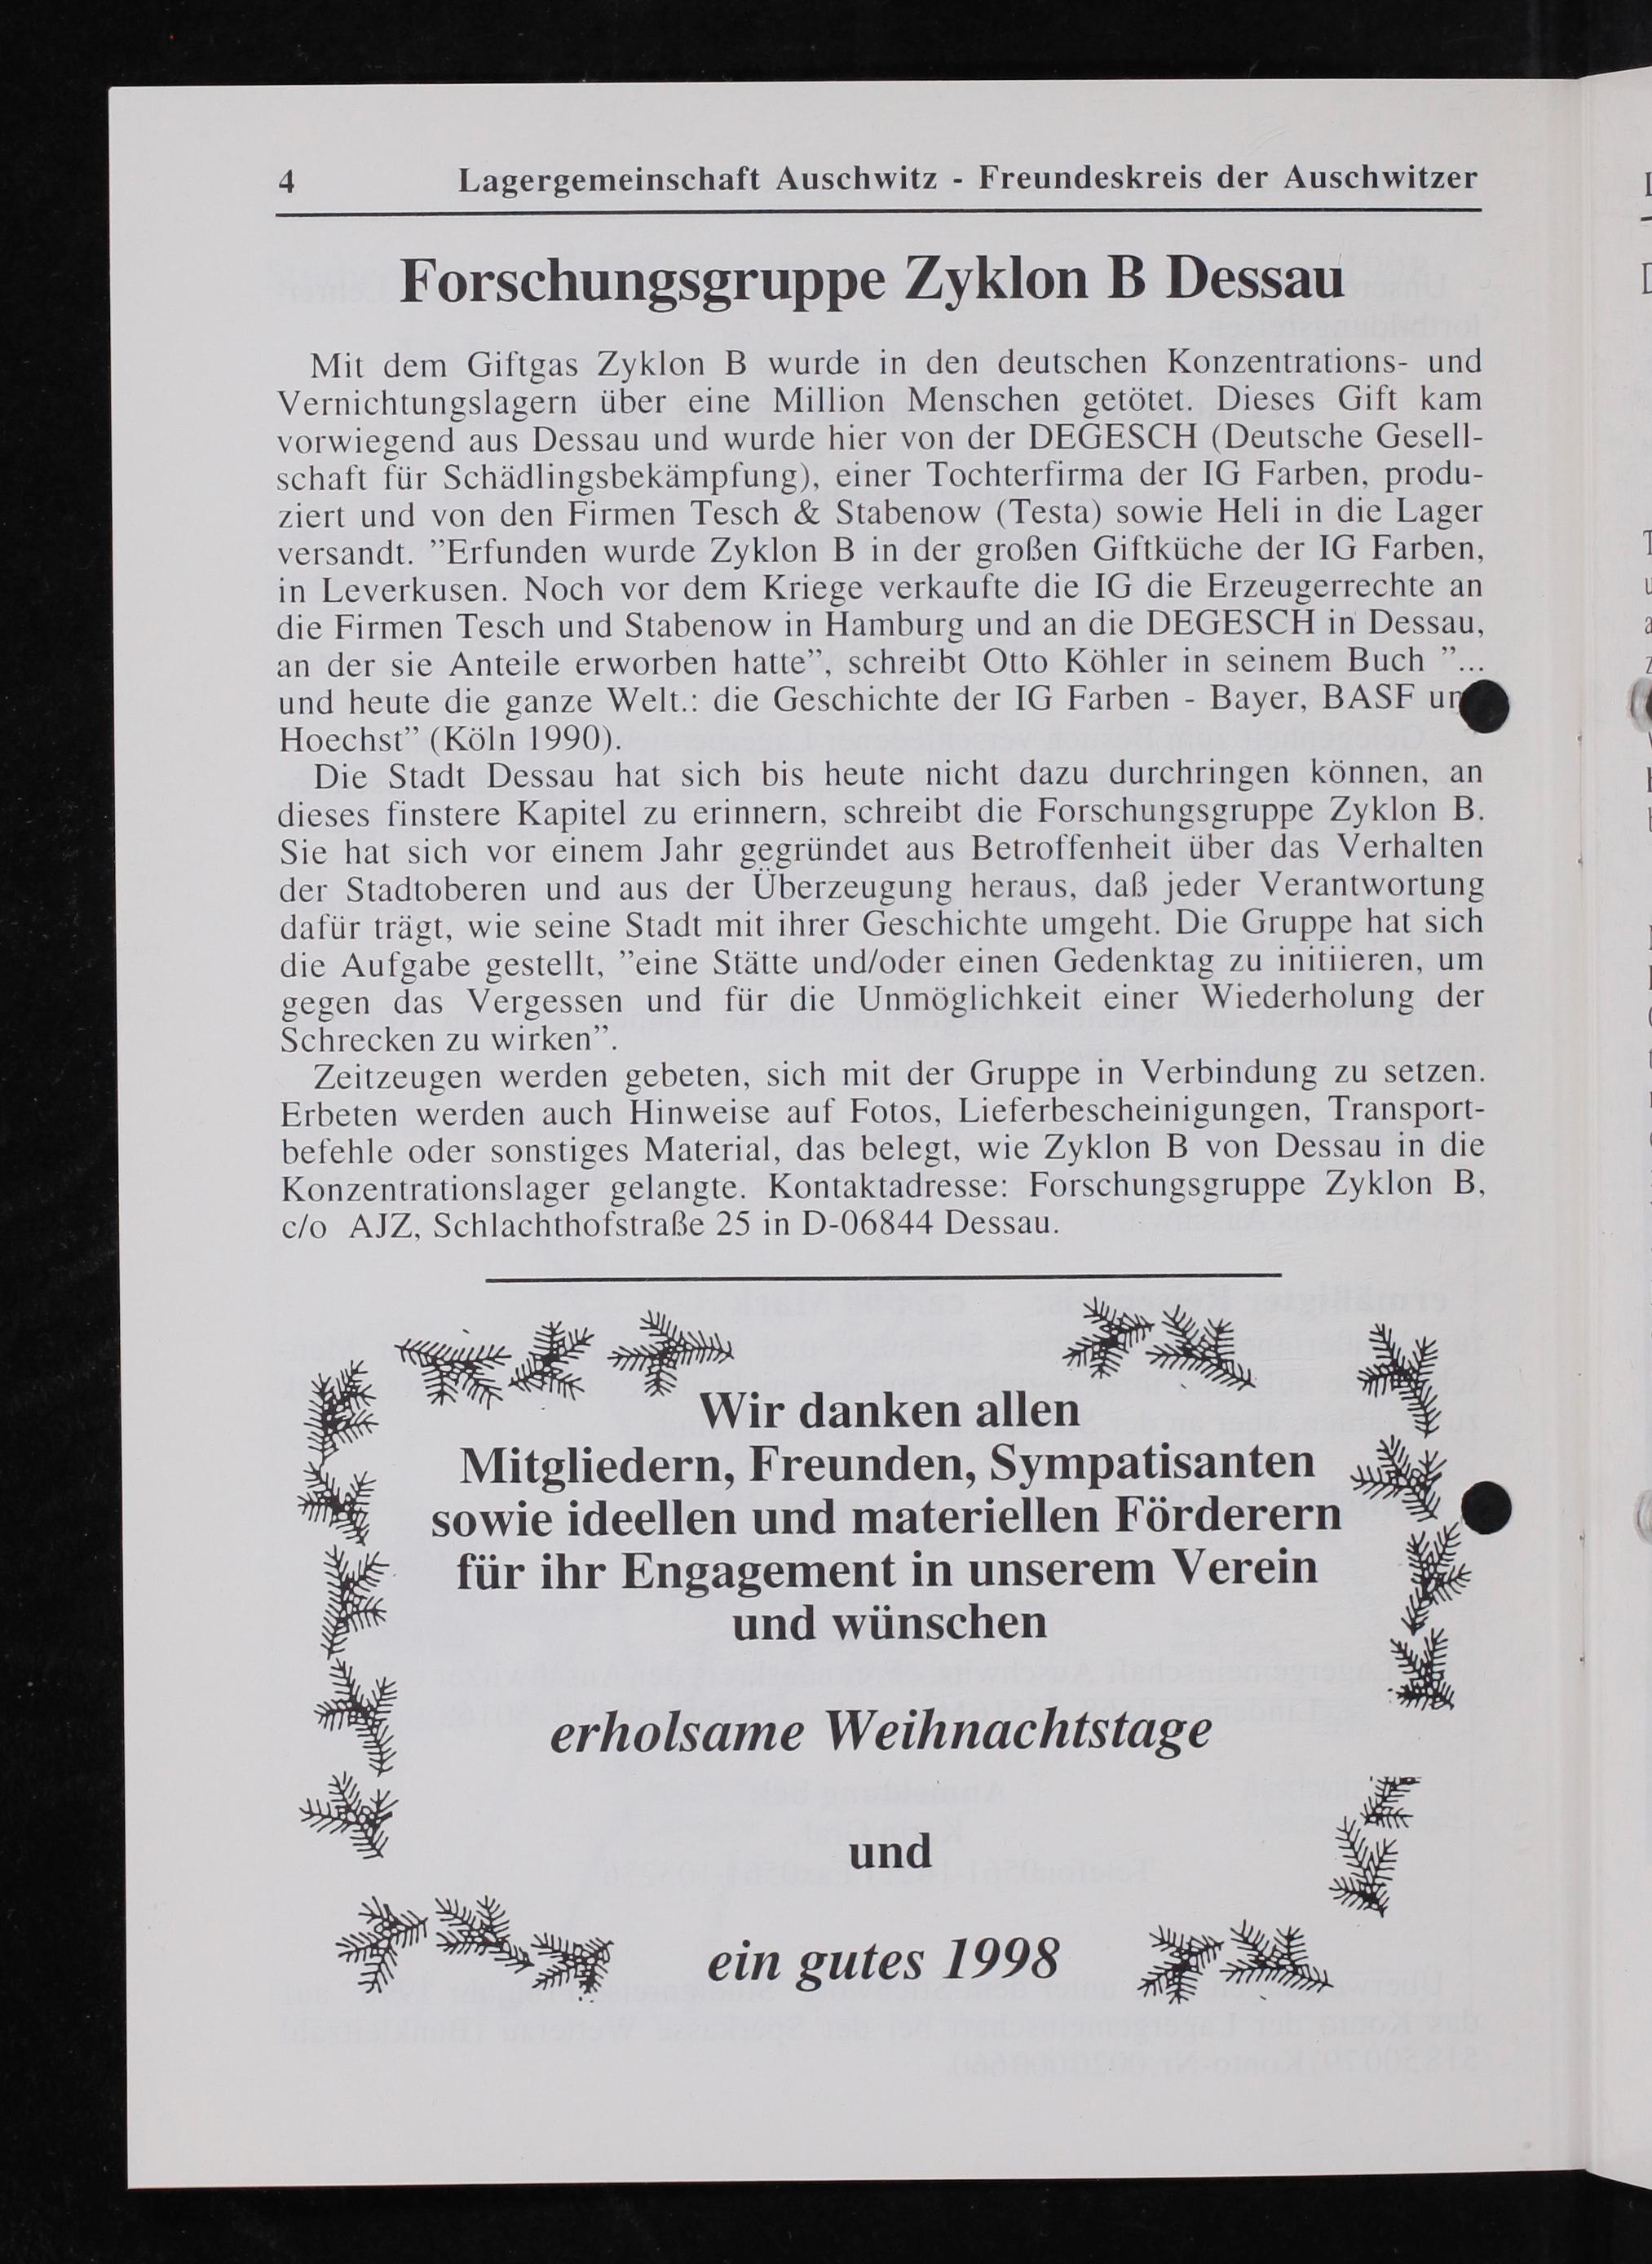 4 Lagergemeinschaft Auschwitz - Freundeskreis der Auschwitzer
Forschungsgruppe Zyklon B Dessau
Mit dem Giftgas Zyklon B wurde in den deutschen Konzentrations- und
Vernichtungslagern über eine Million Menschen getötet. Dieses Gift kam
vorwiegend aus Dessau und wurde hier von der DEGESCH (Deutsche Gesell-
schaft für Schädlingsbekämpfung), einer Tochterfirma der IG Farben, produ-
ziert und von den Firmen Tesch & Stabenow (Testa) sowie Heli in die Lager
versandt. ”Erfunden wurde Zyklon B in der großen Giftküche der IG Farben,
in Leverkusen. Noch vor dem Kriege verkaufte die IG die Erzeugerrechte an
die Firmen Tesch und Stabenow in Hamburg und an die DEGESCH in Dessau,
an der sie Anteile erworben hatte”, schreibt Otto Köhler in seinem Buch ”...
und heute die ganze Welt.: die Geschichte der IG Farben - Bayer, BASF un
Hoechst” (Köln 1990).
Die Stadt Dessau hat sich bis heute nicht dazu durchringen können, an
dieses finstere Kapitel zu erinnern, schreibt die Forschungsgruppe Zyklon B.
Sie hat sich vor einem Jahr gegründet aus Betroffenheit über das Verhalten
der Stadtoberen und aus der Überzeugung heraus, daß jeder Verantwortung
dafür trägt, wie seine Stadt mit ihrer Geschichte umgeht. Die Gruppe hat sich
die Aufgabe gestellt, ”eine Stätte und/oder einen Gedenktag zu initiieren, um
gegen das Vergessen und für die Unmöglichkeit einer Wiederholung der
Schrecken zu wirken”.
Zeitzeugen werden gebeten, sich mit der Gruppe in Verbindung zu setzen.
Erbeten werden auch Hinweise auf Fotos, Lieferbescheinigungen, Transport-
befehle oder sonstiges Material, das belegt, wie Zyklon B von Dessau in die
Konzentrationslager gelangte. Kontaktadresse: Forschungsgruppe Zyklon B,
c/o AJZ, Schlachthofstraße 25 in D-06844 Dessau.
Wir danken allen
Mitgliedern, Freunden, Sympatisanten
sowie ideellen und materiellen Förderern
für ihr Engagement in unserem Verein
und wünschen
erholsame Weihnachtstage
und
ein gutes 1998